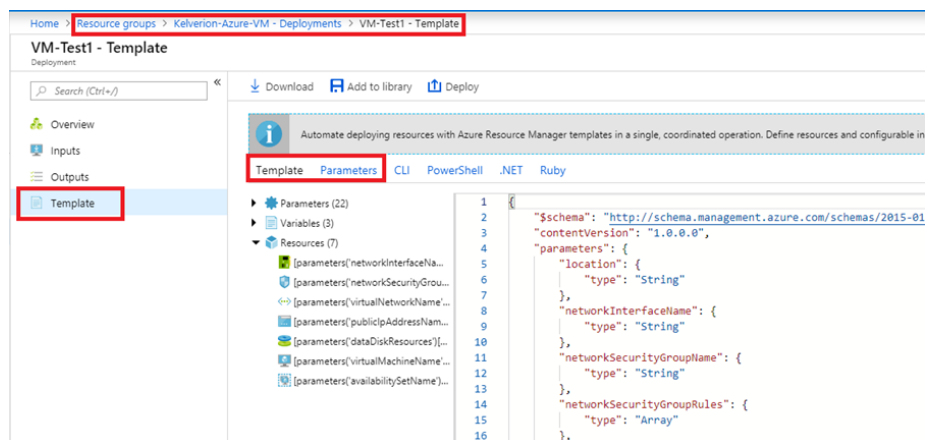 Home > Resource groups > Kelverion-Azure-VM - Deployments > VM-Test1 - Template
VM-Test1 - Template
Deployment
Search (Ctrl+/)
«
Overview
Inputs
Outputs
Template
Download Add to library Deploy
Automate deploying resources with Azure Resource Manager templates in a single, coordinated operation. Define resources and configurable in
Template Parameters CLI PowerShell .NET Ruby
Parameters (22)
Variables (3)
Resources (7)
[parameters('networkInterfaceNa...
[parameters('networkSecurityGrou...
[parameters('virtualNetworkName'...
[parameters('publicIpAddressNam...
[parameters('dataDiskResources')[...
[parameters('virtualMachineName'...
[parameters('availabilitySetName')...
1 {
2 "$schema": "http://schema.management.azure.com/schemas/2015-01
3 "contentVersion": "1.0.0.0",
4 "parameters": {
5 "location": {
6 "type": "String"
7 },
8 "networkInterfaceName": {
9 "type": "String"
10 },
11 "networkSecurityGroupName": {
12 "type": "String"
13 },
14 "networkSecurityGroupRules": {
15 "type": "Array"
16 },